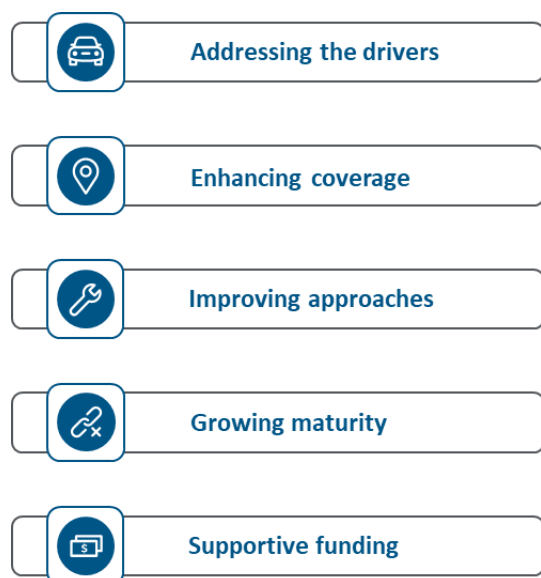 Addressing the drivers
Enhancing coverage
Improving approaches
Growing maturity
$
Supportive funding